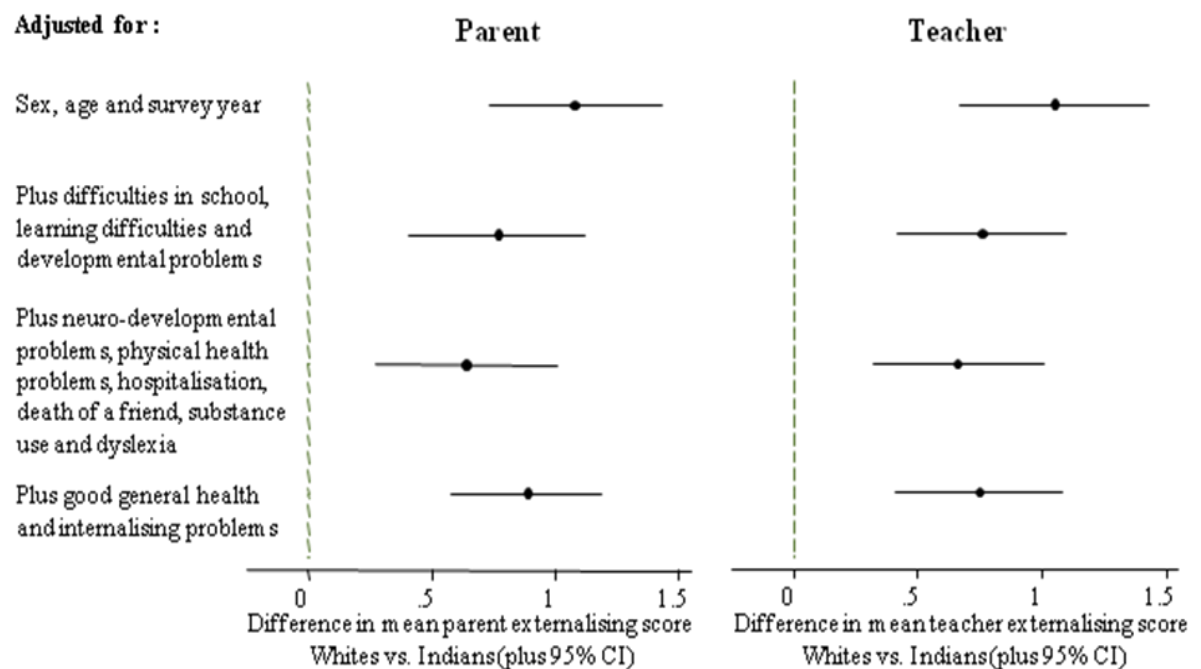 Adjusted for:
Parent
Teacher
Sex, age and survey year
Plus difficulties in school,
learning difficulties and
developmental problems
Plus neuro-developmental
problems, physical health
problems, hospitalisation,
death of a friend, substance
use and dyslexia
Plus good general health
and internalising problems
0 .5 1 1.5
Difference in mean parent externalising score
Whites vs. Indians (plus 95% CI)
0 .5 1 1.5
Difference in mean teacher externalising score
Whites vs. Indians (plus 95% CI)